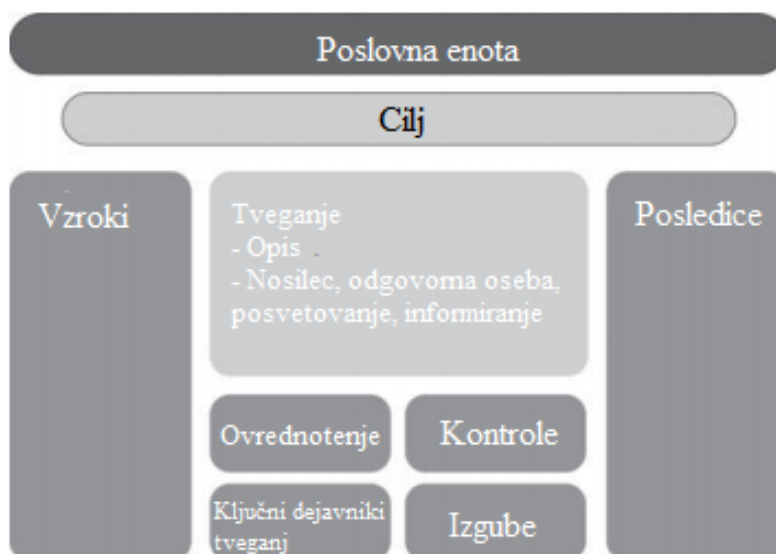 Poslovna enota
Cilj
Vzroki
Tveganje
- Opis
- Nosilec, odgovorna oseba,
posvetovanje, informiranje
Posledice
Ovrednotenje
Kontrole
Ključni dejavniki
tveganj
Izgube